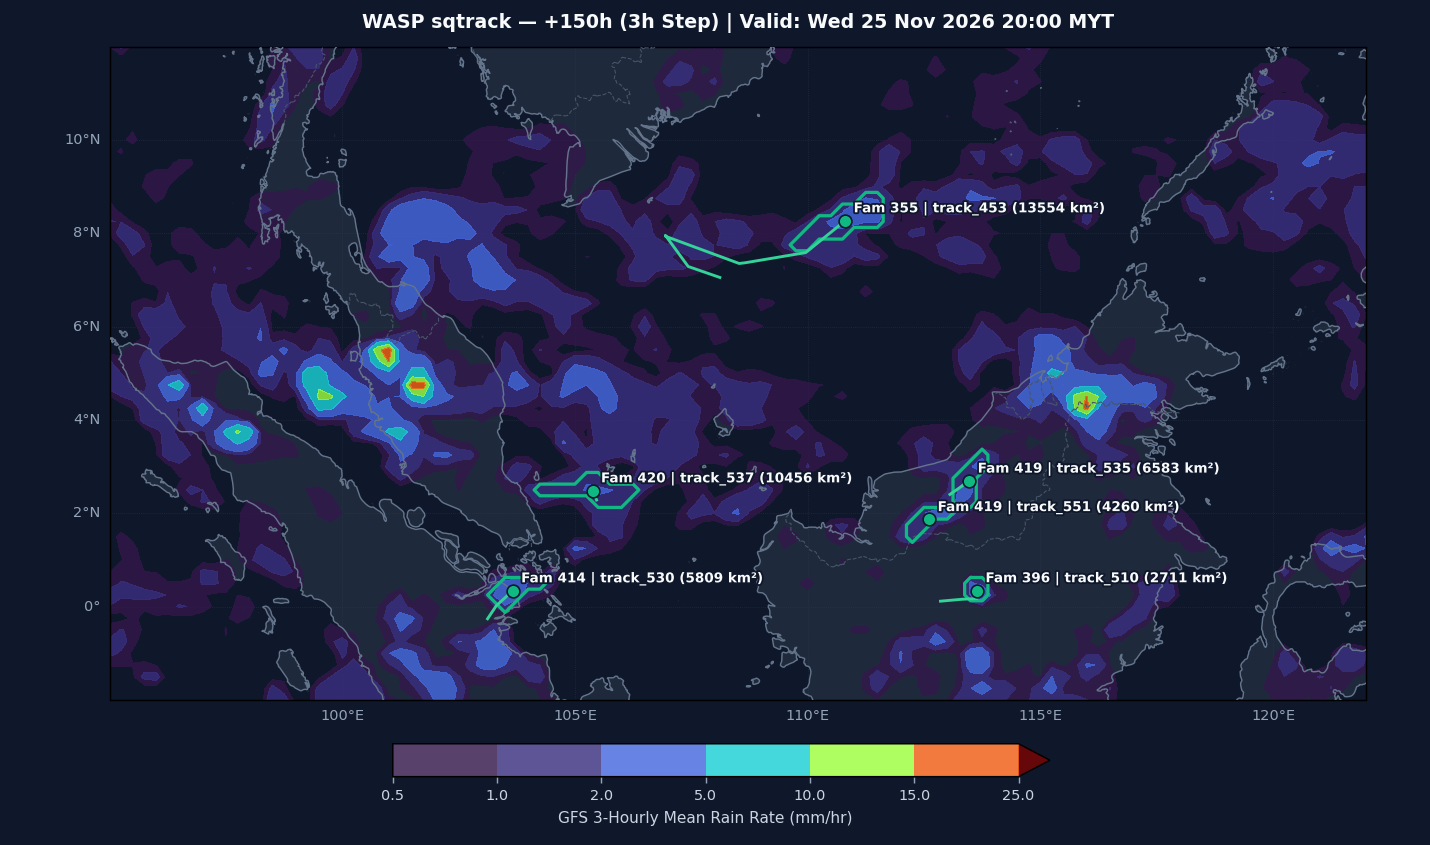 WASP sqtrack — +150h (3h Step) | Valid: Wed 25 Nov 2026 20:00 MYT
10°N
8°N
6°N
4°N
2°N
0°
Fam 355 | track_453 (13554 km²)
Fam 419 | track_535 (6583 km²)
Fam 420 | track_537 (10456 km²)
Fam 419 | track_551 (4260 km²)
Fam 414 | track_530 (5809 km²)
Fam 396 | track_510 (2711 km²)
100°E 105°E 110°E 115°E 120°E
0.5 1.0 2.0 5.0 10.0 15.0 25.0
GFS 3-Hourly Mean Rain Rate (mm/hr)